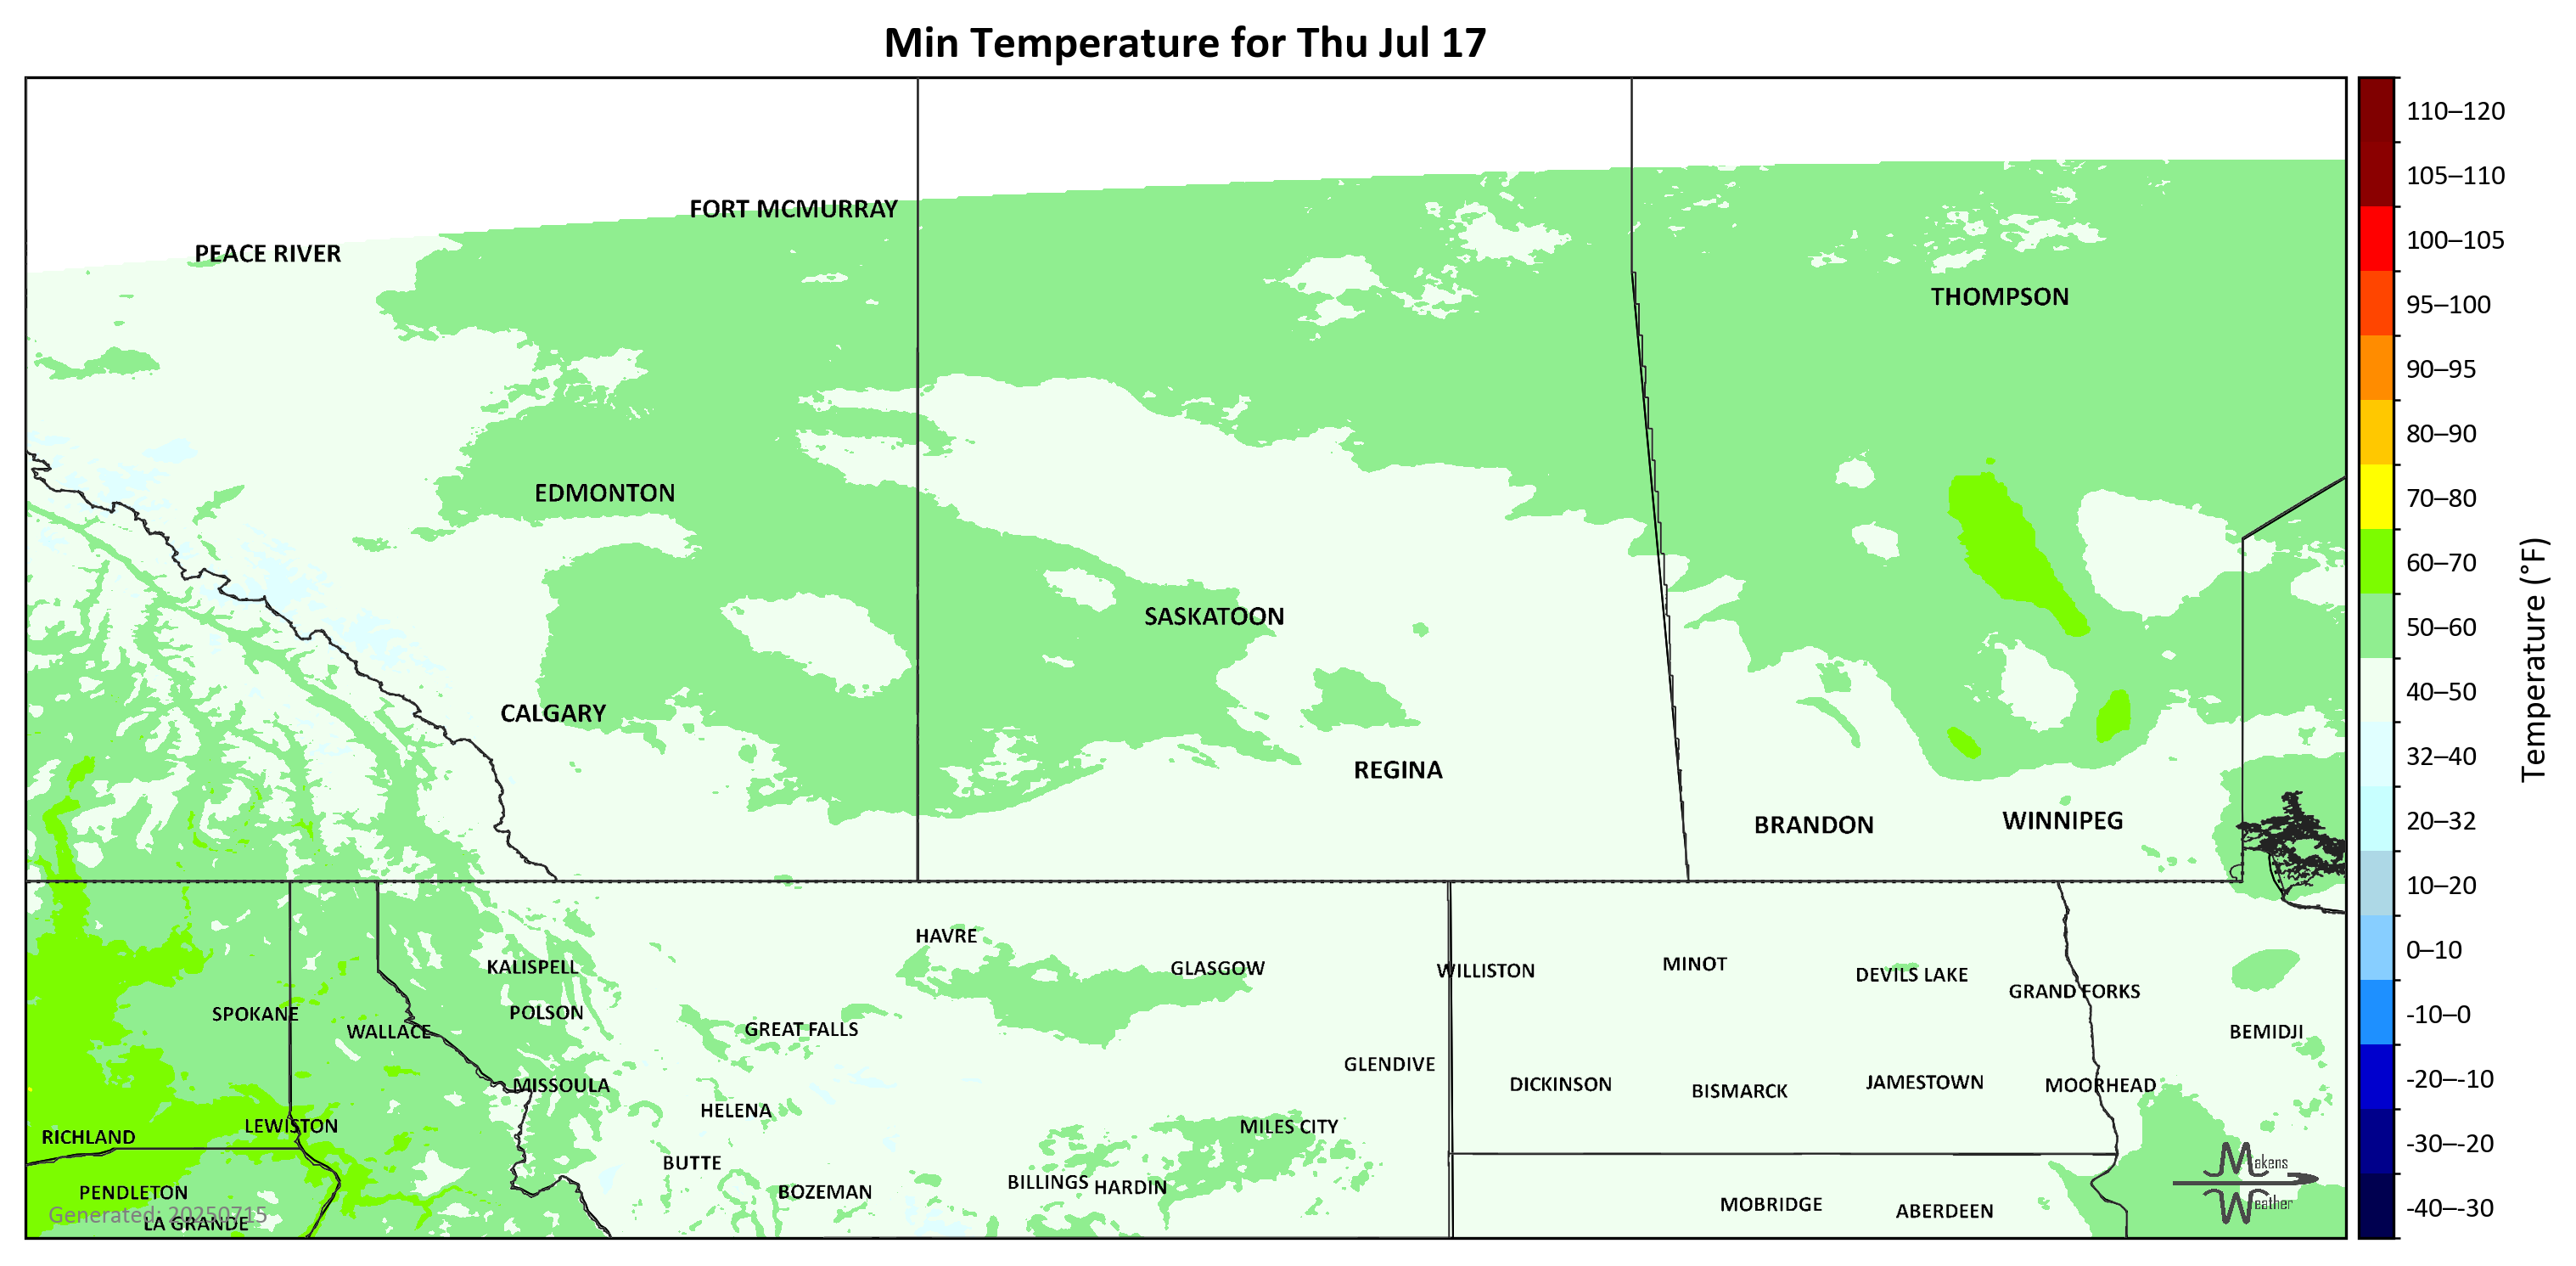 Min Temperature for Thu Jul 17
FORT MCMURRAY
PEACE RIVER
THOMPSON
EDMONTON
SASKATOON
CALGARY
REGINA
BRANDON
WINNIPEG
HAVRE
KALISPELL
GLASGOW
WILLISTON
MINOT
DEVILS LAKE
GRAND FORKS
SPOKANE
POLSON
WALLACE
GREAT FALLS
BEMIDJI
GLENDIVE
MISSOULA
DICKINSON
BISMARCK
JAMESTOWN
MOORHEAD
HELENA
LEWISTON
MILES CITY
RICHLAND
BUTTE
BILLINGS
HARDIN
PENDLETON
BOZEMAN
MOBRIDGE
ABERDEEN
LA GRANDE
Generated: 20250715
Makens
Weather
110–120
105–110
100–105
95–100
90–95
80–90
70–80
60–70
50–60
40–50
32–40
20–32
10–20
0–10
-10–0
-20–-10
-30–-20
-40–-30
Temperature (°F)